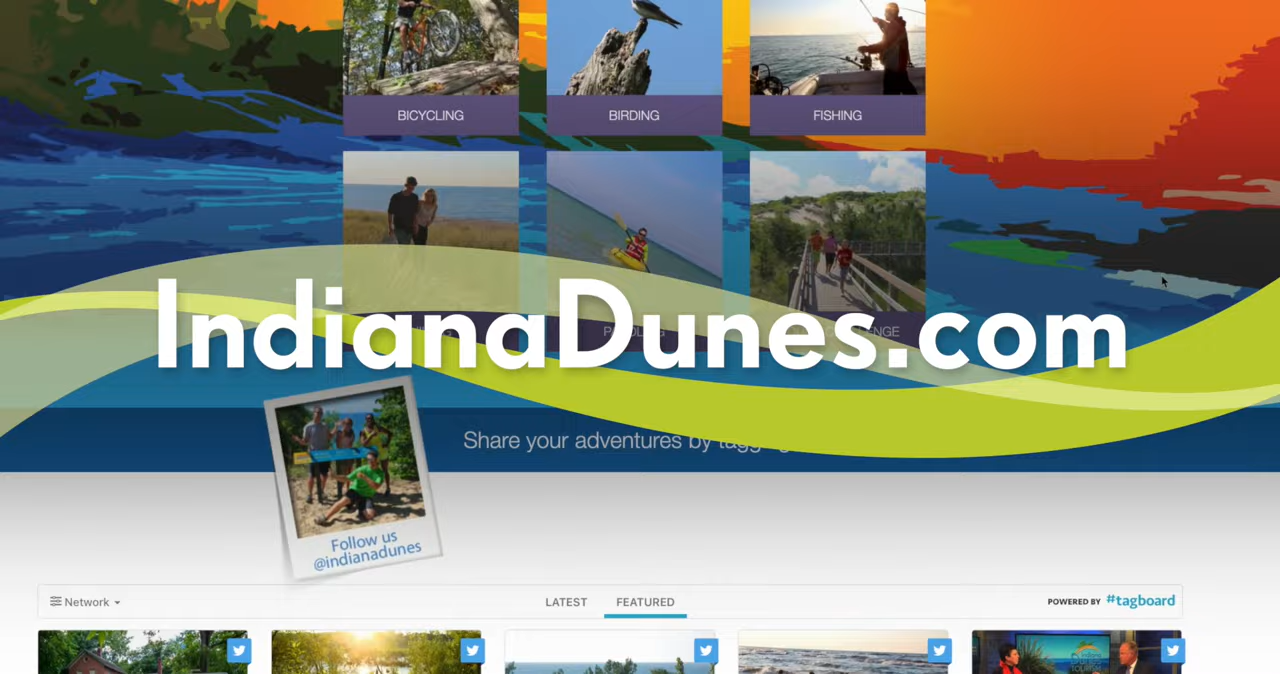 BICYCLING
BIRDING
FISHING
IndianaDunes.com
Share your adventures by
Follow us
@indianadunes
Network
LATEST
FEATURED
POWERED BY #tagboard